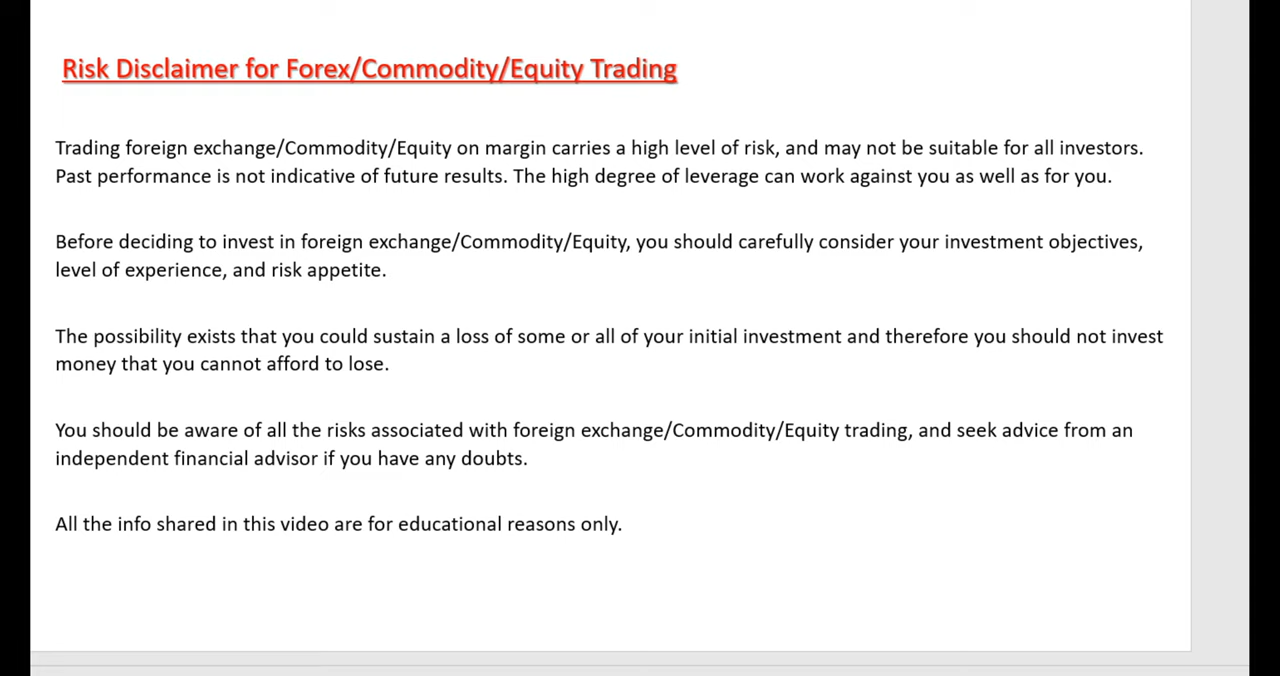 Risk Disclaimer for Forex/Commodity/Equity Trading
Trading foreign exchange/Commodity/Equity on margin carries a high level of risk, and may not be suitable for all investors.
Past performance is not indicative of future results. The high degree of leverage can work against you as well as for you.
Before deciding to invest in foreign exchange/Commodity/Equity, you should carefully consider your investment objectives,
level of experience, and risk appetite.
The possibility exists that you could sustain a loss of some or all of your initial investment and therefore you should not invest
money that you cannot afford to lose.
You should be aware of all the risks associated with foreign exchange/Commodity/Equity trading, and seek advice from an
independent financial advisor if you have any doubts.
All the info shared in this video are for educational reasons only.